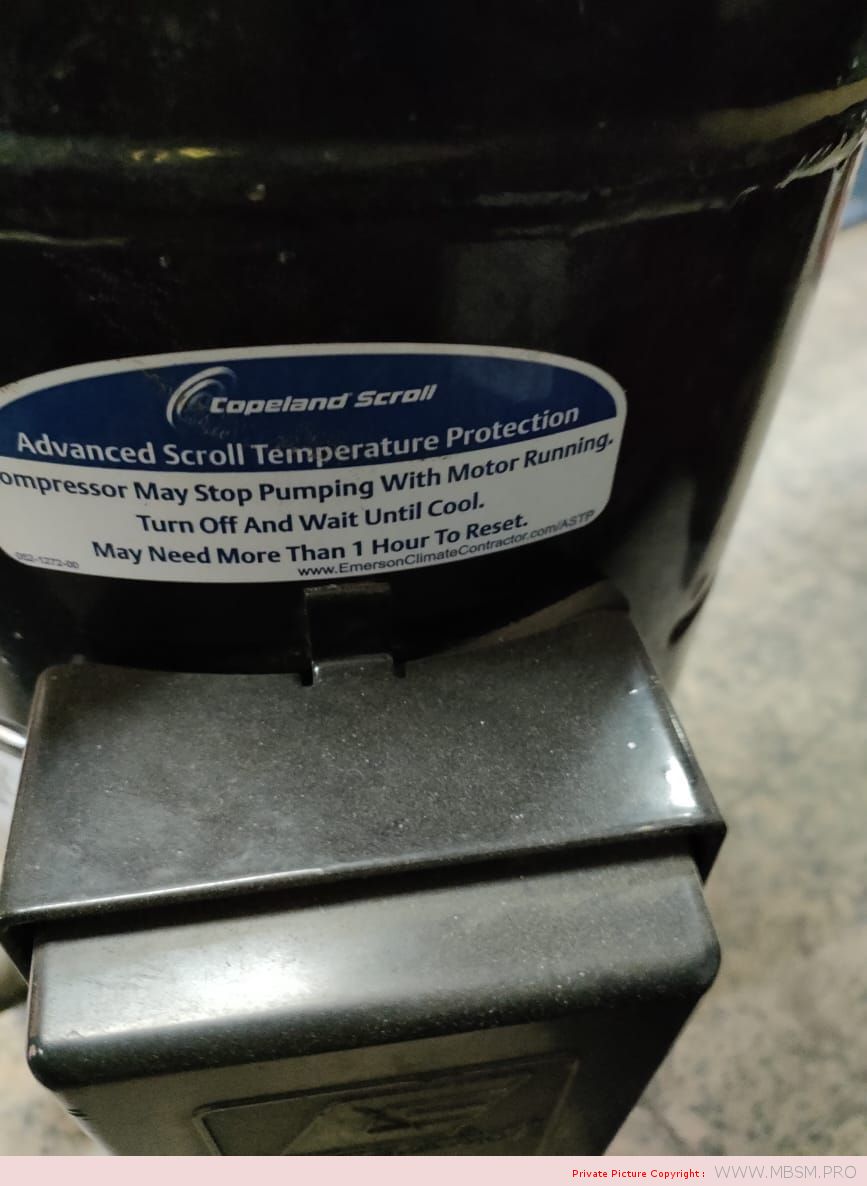 Copeland Scroll
Advanced Scroll Temperature Protection
ompressor May Stop Pumping With Motor Running.
Turn Off And Wait Until Cool.
May Need More Than 1 Hour To Reset.
052-1272-00
www.EmersonClimateContractor.com/ASTP
Private Picture Copyright : WWW.MBSM.PRO